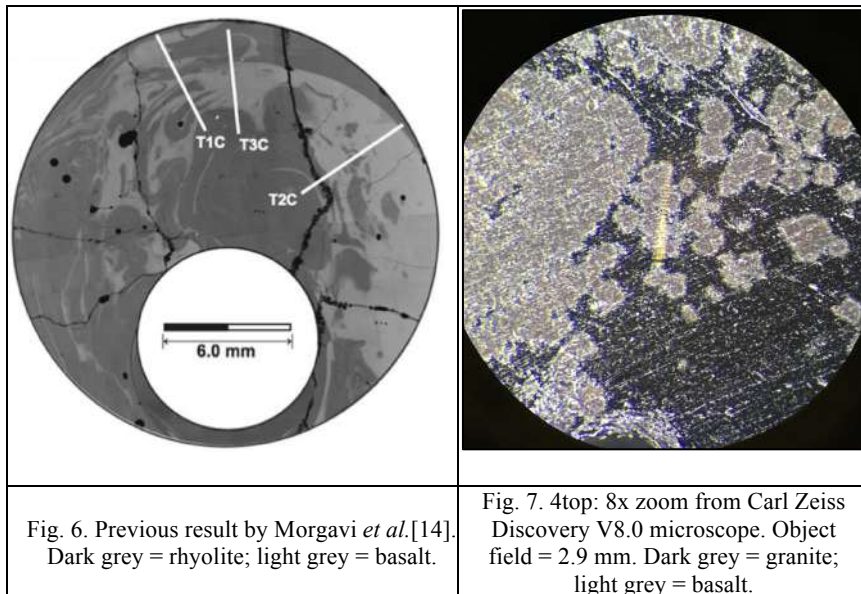 T1C
T3C
T2C
6.0 mm
Fig. 6. Previous result by Morgavi et al.[14].
Dark grey = rhyolite; light grey = basalt.
Fig. 7. 4top: 8x zoom from Carl Zeiss
Discovery V8.0 microscope. Object
field = 2.9 mm. Dark grey = granite;
light grey = basalt.